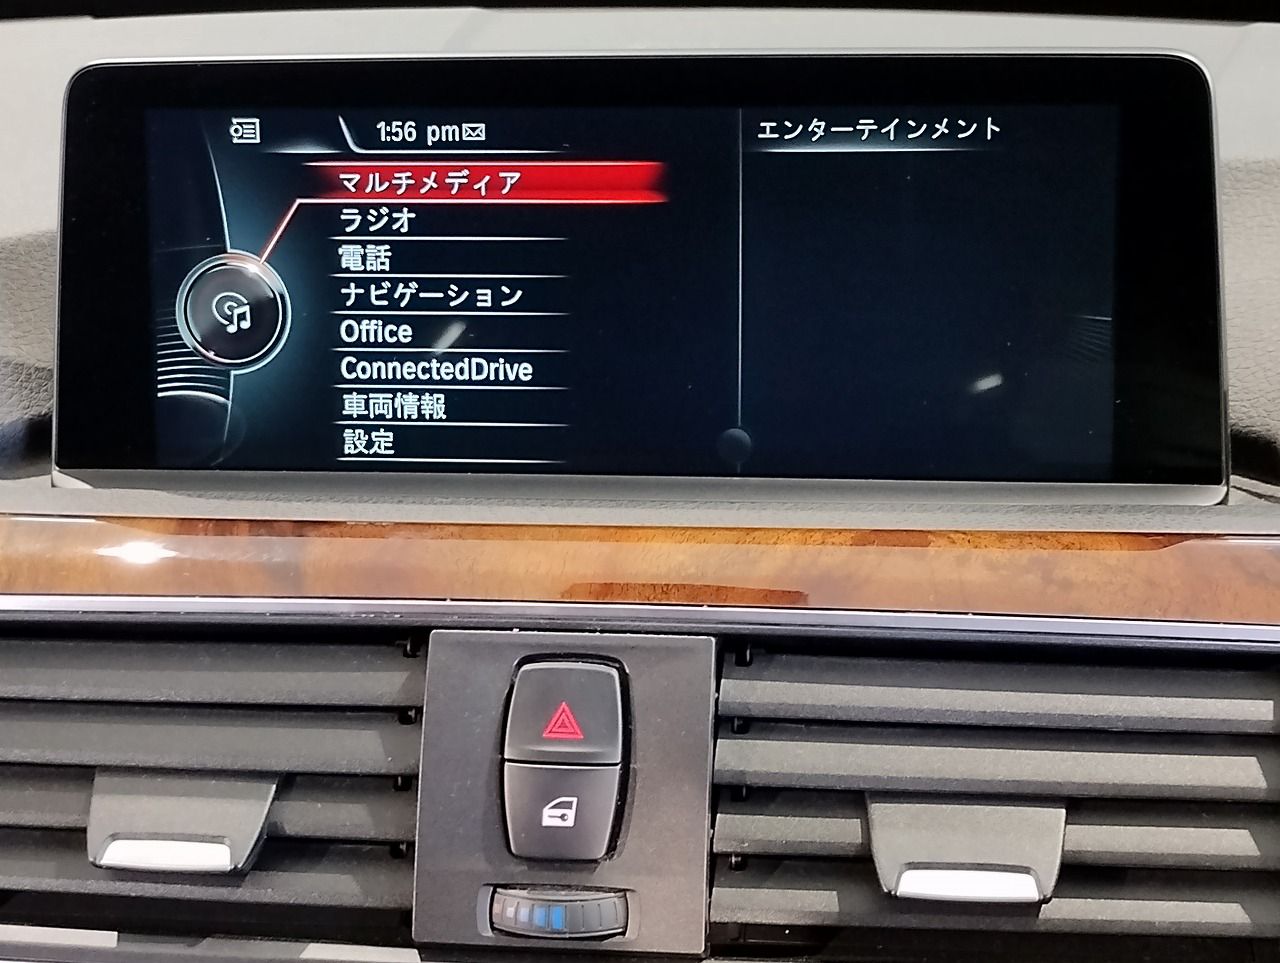 1:56 pm
エンターテインメント
マルチメディア
ラジオ
電話
ナビゲーション
Office
ConnectedDrive
車両情報
設定